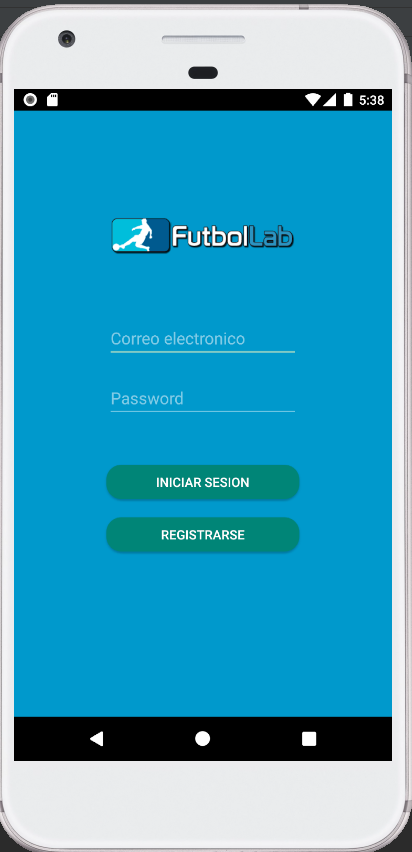 5:38
FutbolLab
Correo electronico
Password
INICIAR SESION
REGISTRARSE